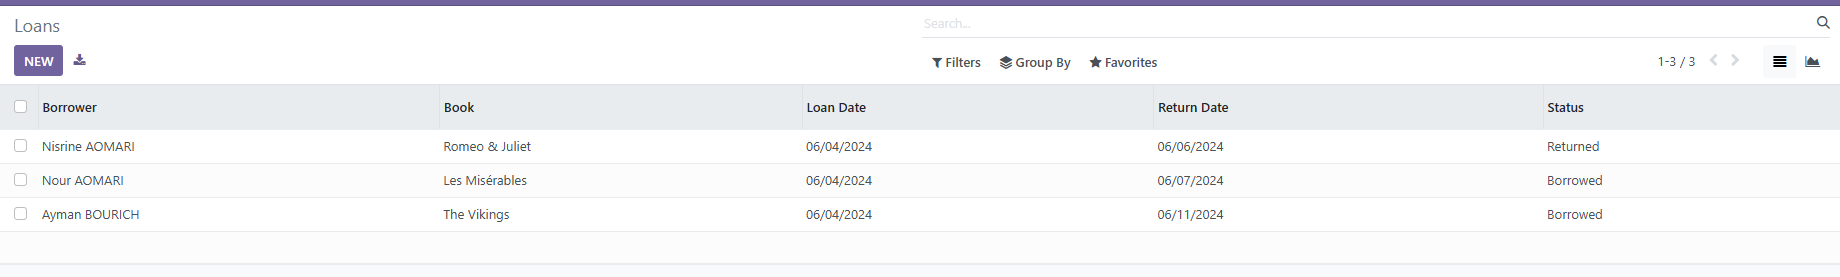 Loans
Search...
NEW
Filters Group By Favorites 1-3 / 3
Borrower Book Loan Date Return Date Status
Nisrine AOMARI Romeo & Juliet 06/04/2024 06/06/2024 Returned
Nour AOMARI Les Misérables 06/04/2024 06/07/2024 Borrowed
Ayman BOURICH The Vikings 06/04/2024 06/11/2024 Borrowed